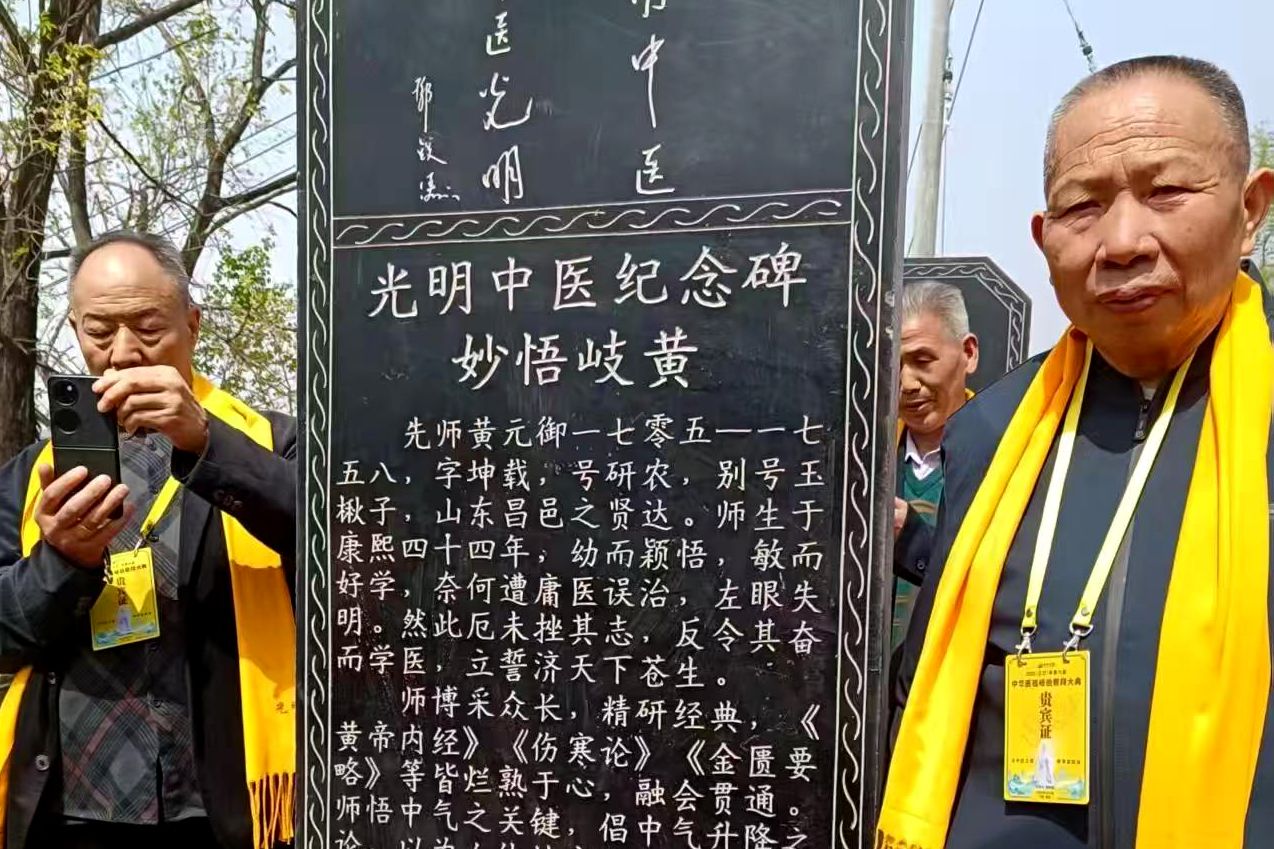 中医
医光明
光明中医纪念碑
妙悟岐黄
先师黄元御一七零五一一七
五八，字坤载，号研农，别号玉
楸子，山东昌邑之贤达。师生于
康熙四十四年，幼而颖悟，敏而
好学，奈何遭庸医误治，左眼失
明。然此厄未挫其志，反令其奋
而学医，立誓济天下苍生。
师博采众长，精研经典，《
黄帝内经》《伤寒论》《金匮要
略》等皆烂熟于心，融会贯通。
师悟中气之关键，倡中气升降之
贵宾证
贵宾证